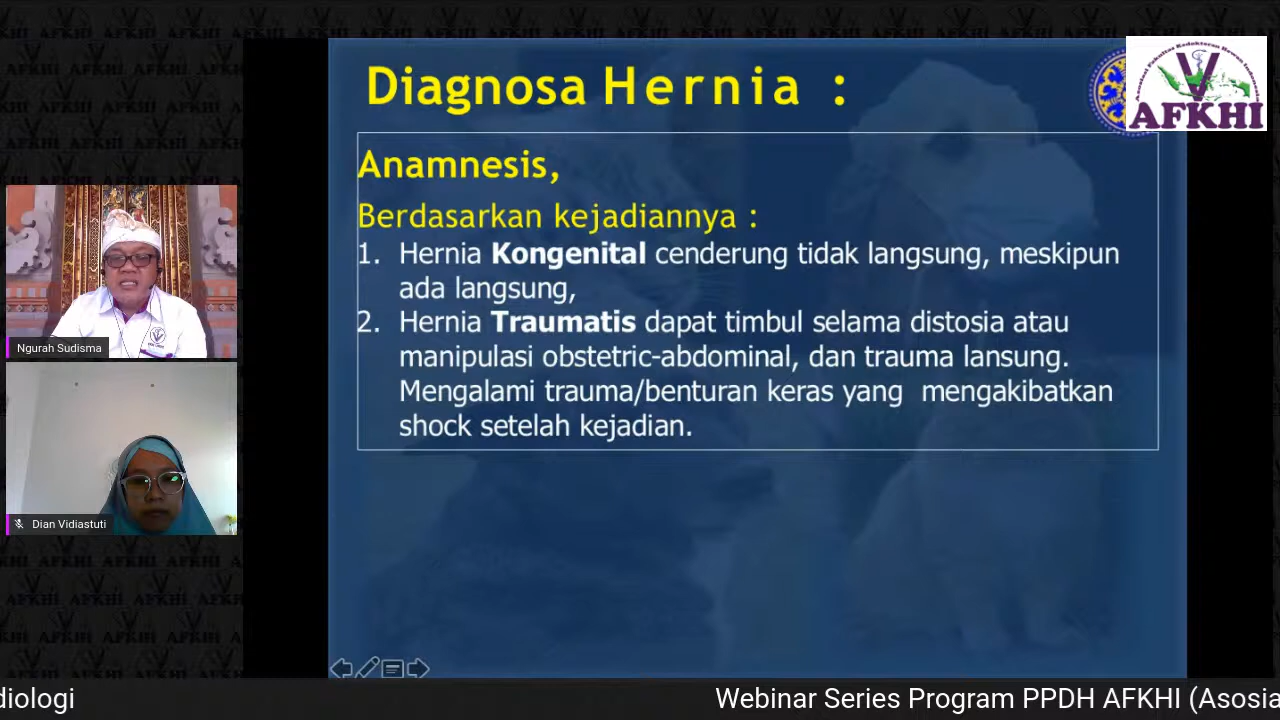 Diagnosa Hernia :
AFKHI
Anamnesis,
Berdasarkan kejadiannya :
1. Hernia Kongenital cenderung tidak langsung, meskipun
ada langsung,
2. Hernia Traumatis dapat timbul selama distosia atau
manipulasi obstetric-abdominal, dan trauma lansung.
Mengalami trauma/benturan keras yang mengakibatkan
shock setelah kejadian.
Ngurah Sudisma
Dian Vidiastuti
diologi
Webinar Series Program PPDH AFKHI (Asosia